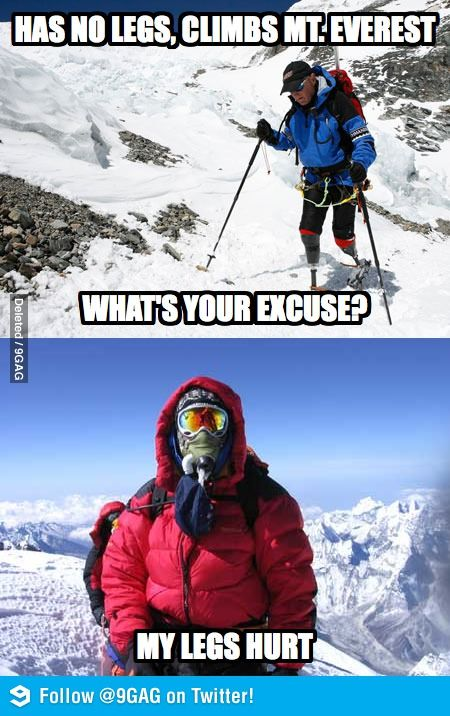 HAS NO LEGS, CLIMBS MT. EVEREST
WHAT'S YOUR EXCUSE?
Deleted / 9GAG
MY LEGS HURT
Follow @9GAG on Twitter!